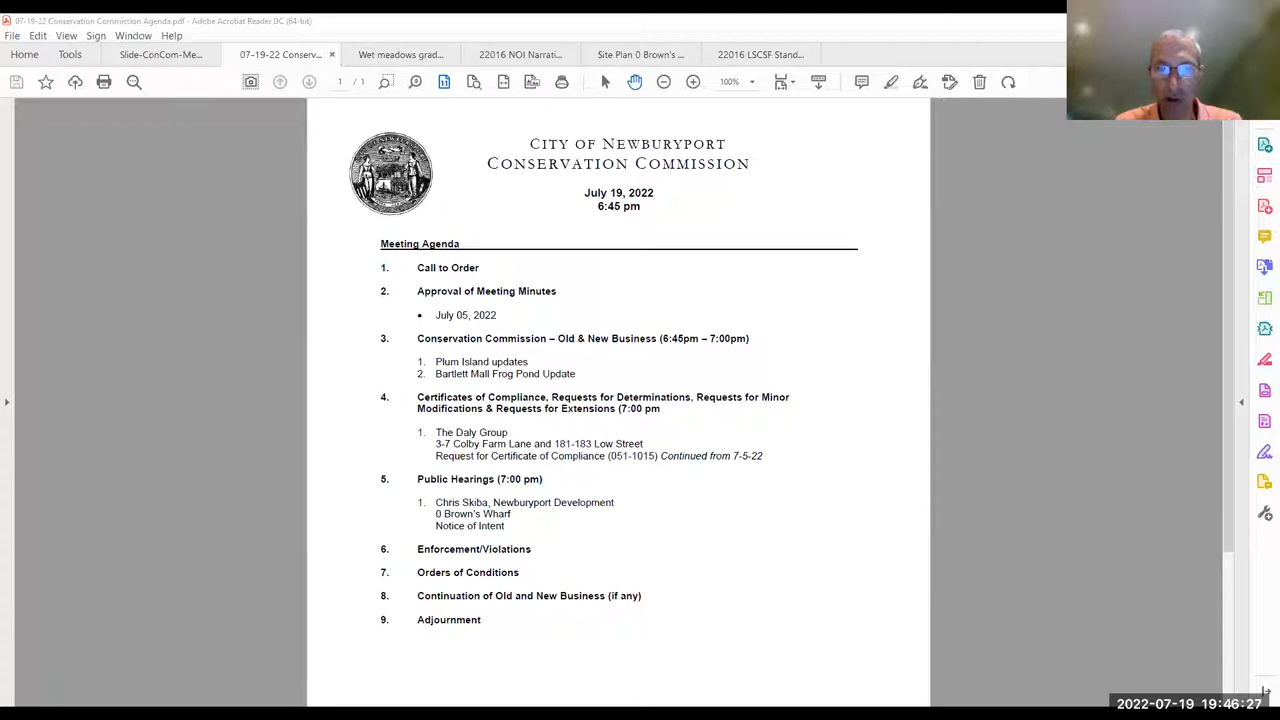 07-19-22 Conservation Commission Agenda.pdf - Adobe Acrobat Reader DC (64-bit)
File Edit View Sign Window Help
Home Tools Slide-ConCom-Me... 07-19-22 Conserv... × Wet meadows grad... 22016 NOI Narrati... Site Plan 0 Brown's ... 22016 LSCSF Stand...
1 / 1 100%
CITY OF NEWBURYPORT
CONSERVATION COMMISSION
July 19, 2022
6:45 pm
Meeting Agenda
1. Call to Order
2. Approval of Meeting Minutes
• July 05, 2022
3. Conservation Commission – Old & New Business (6:45pm – 7:00pm)
1. Plum Island updates
2. Bartlett Mall Frog Pond Update
4. Certificates of Compliance, Requests for Determinations, Requests for Minor
Modifications & Requests for Extensions (7:00 pm
1. The Daly Group
3-7 Colby Farm Lane and 181-183 Low Street
Request for Certificate of Compliance (051-1015) Continued from 7-5-22
5. Public Hearings (7:00 pm)
1. Chris Skiba, Newburyport Development
0 Brown's Wharf
Notice of Intent
6. Enforcement/Violations
7. Orders of Conditions
8. Continuation of Old and New Business (if any)
9. Adjournment
2022-07-19 19:46:27